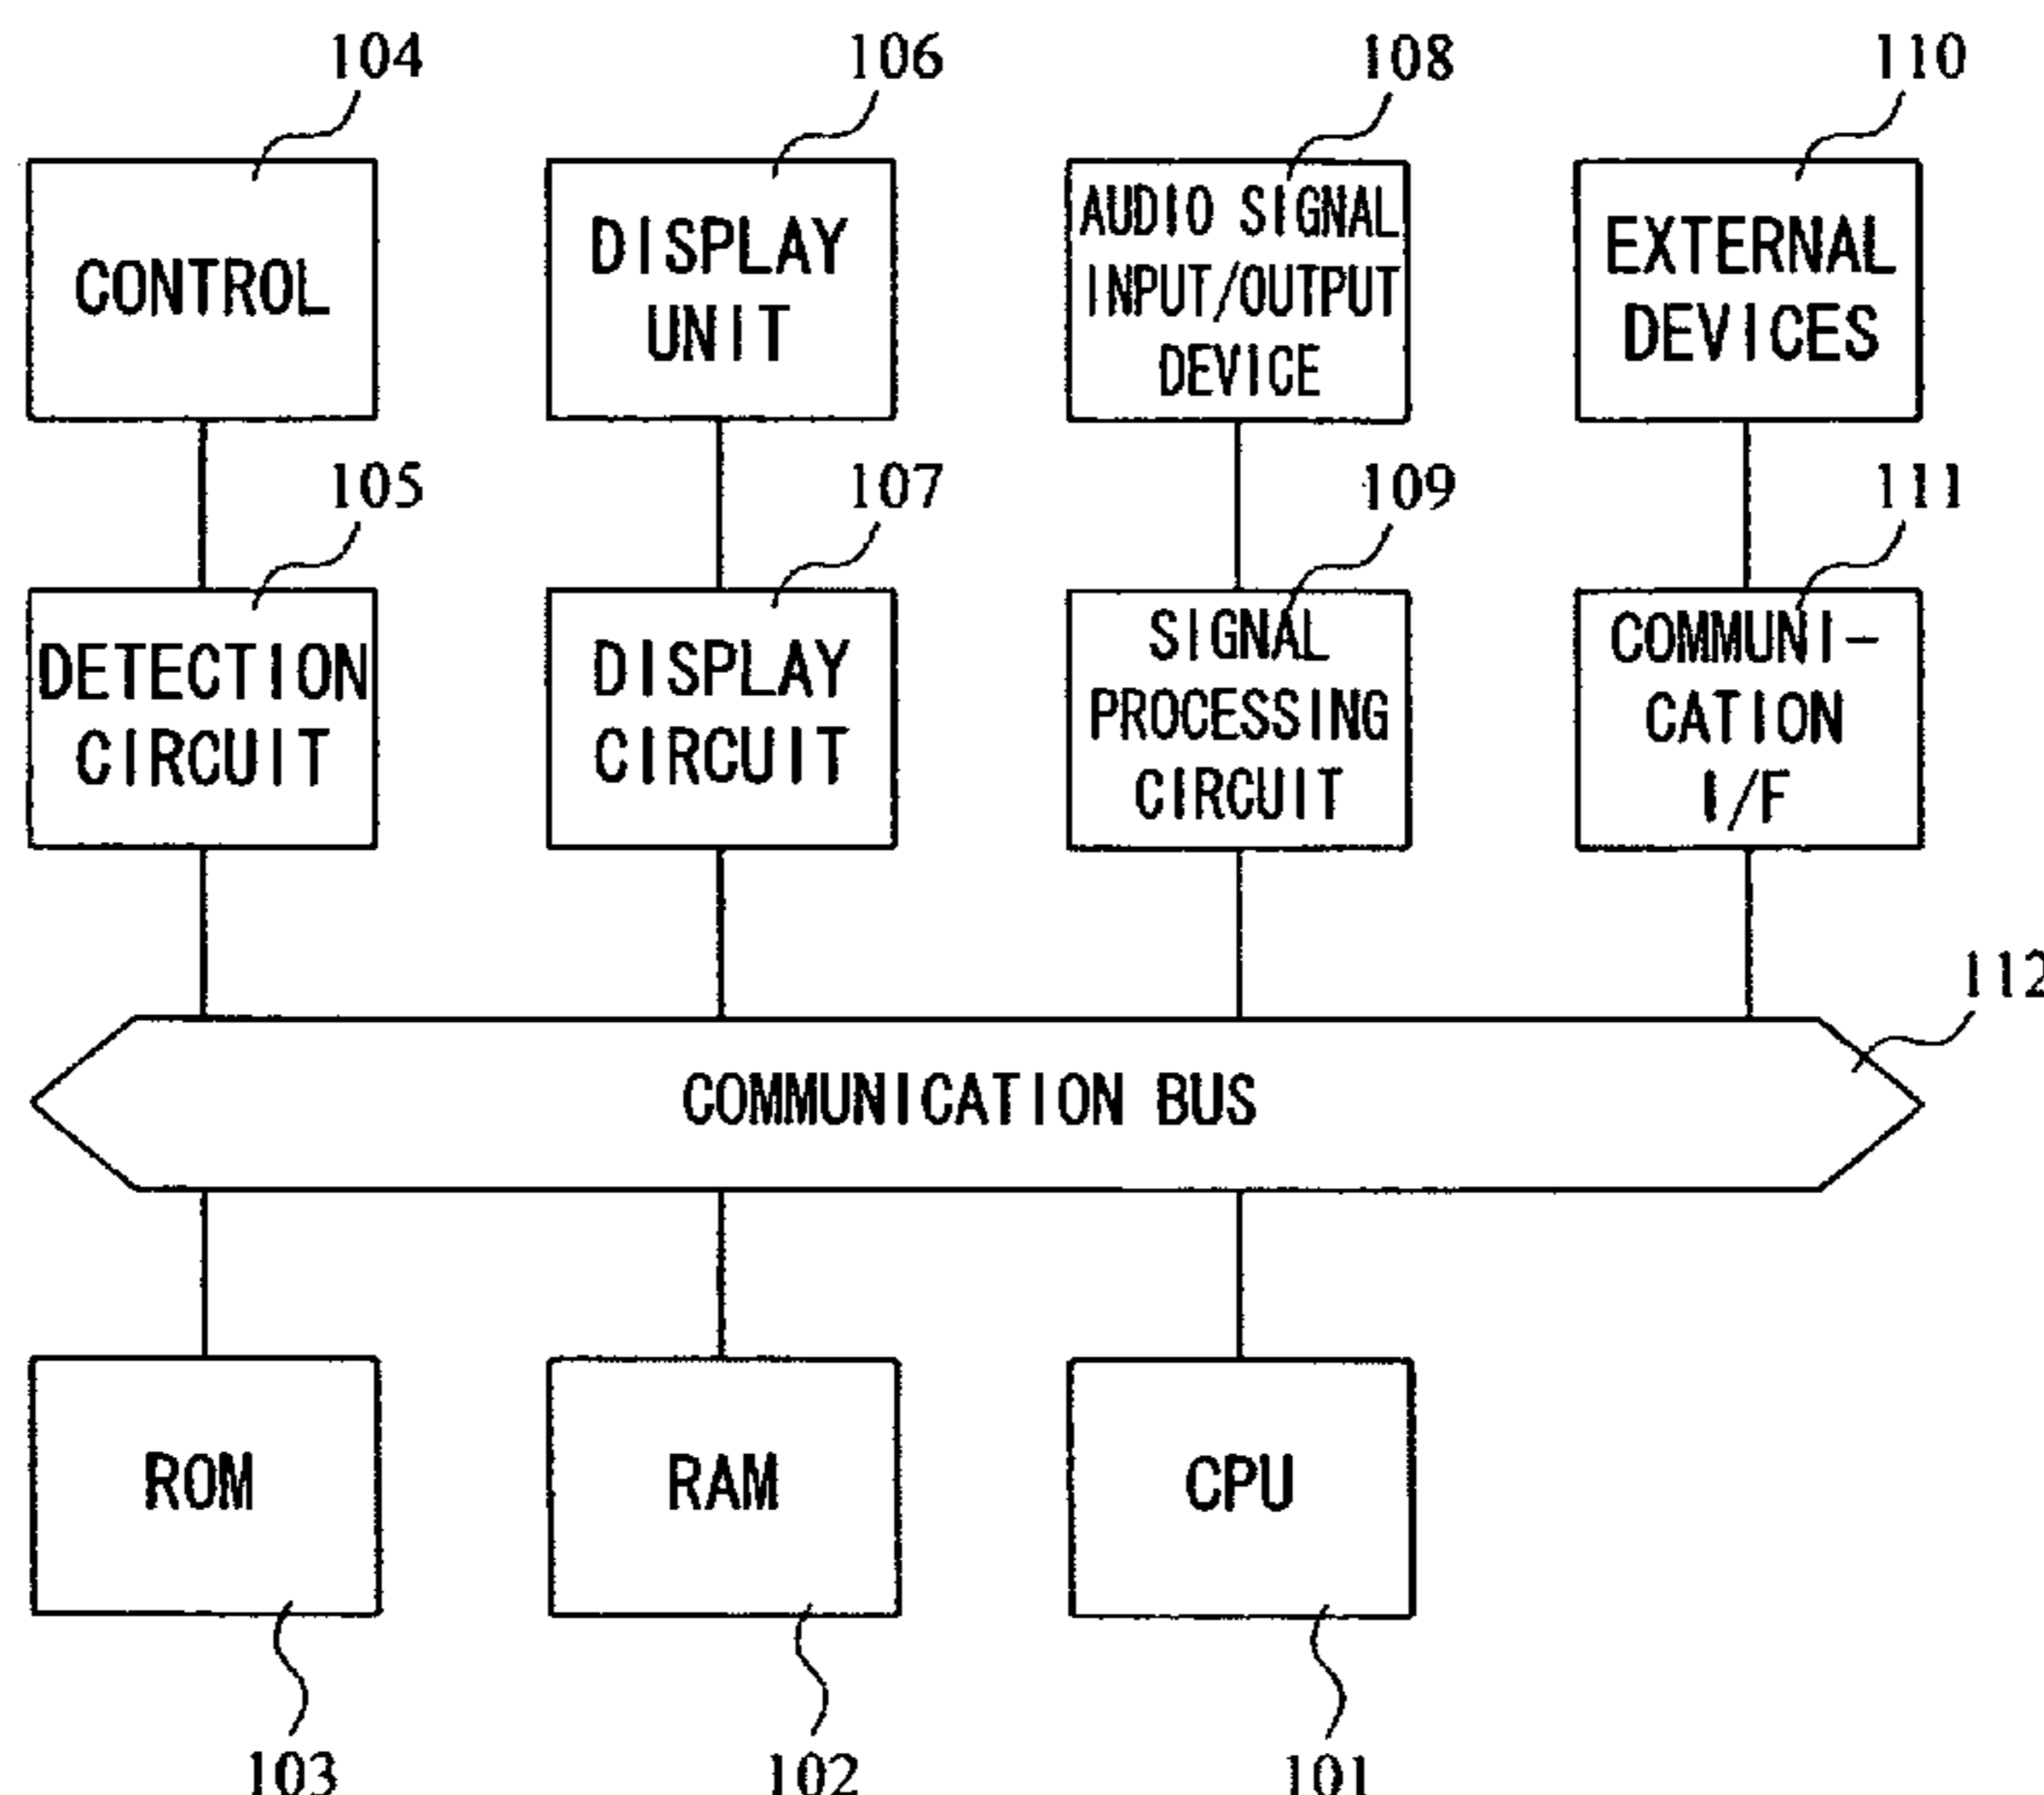 104
106
108
110
CONTROL
DISPLAY
UNIT
AUDIO SIGNAL
INPUT/OUTPUT
DEVICE
EXTERNAL
DEVICES
105
107
109
111
DETECTION
CIRCUIT
DISPLAY
CIRCUIT
SIGNAL
PROCESSING
CIRCUIT
COMMUNI-
CATION
I/F
112
COMMUNICATION BUS
ROM
RAM
CPU
103
102
101